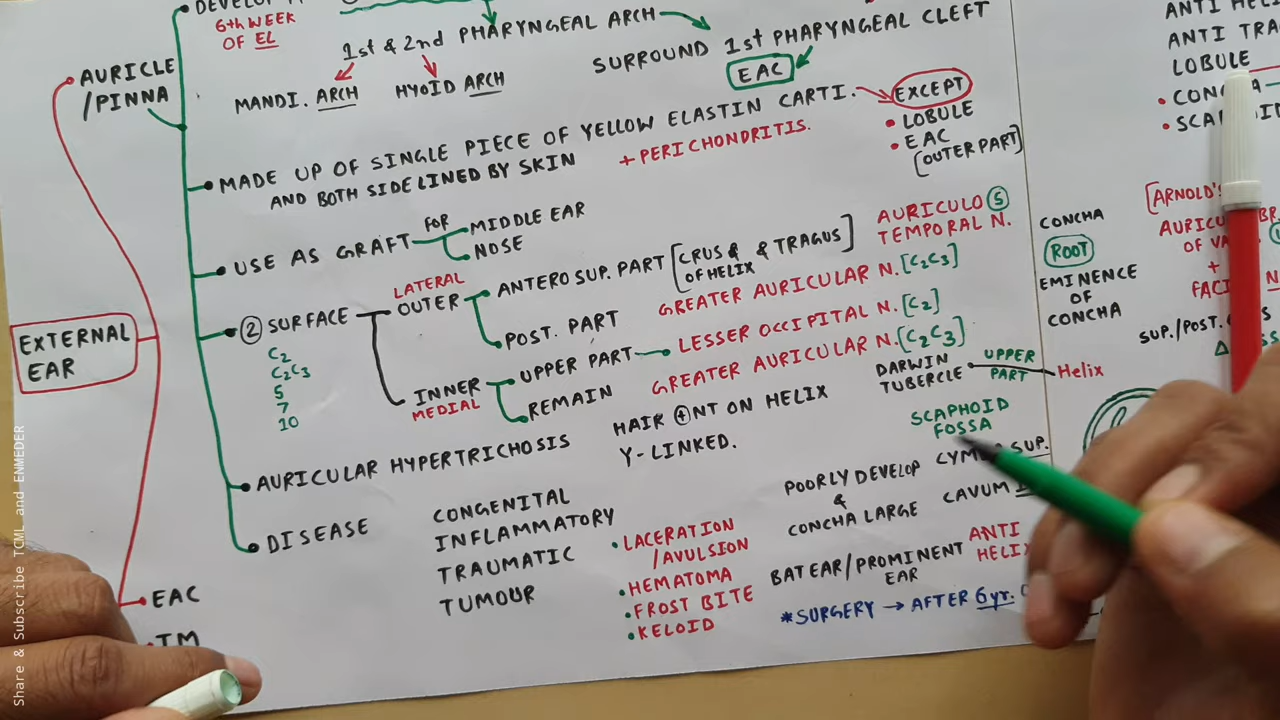 DEVELOP
6th WEEK
OF EL
1st & 2nd PHARYNGEAL ARCH
SURROUND 1st PHARYNGEAL CLEFT
EAC
MANDI. ARCH
HYOID ARCH
AURICLE
/PINNA
MADE UP OF SINGLE PIECE OF YELLOW ELASTIN CARTI.
AND BOTH SIDE LINED BY SKIN
+ PERICHONDRITIS.
EXCEPT
• LOBULE
• EAC
[OUTER PART]
USE AS GRAFT
FOR
MIDDLE EAR
NOSE
② SURFACE
C2
C2C3
5
7
10
LATERAL
OUTER
ANTERO SUP. PART
[CRUS & & TRAGUS]
OF HELIX
AURICULO ⑤
TEMPORAL N.
POST. PART
GREATER AURICULAR N. [C2C3]
INNER
MEDIAL
UPPER PART
LESSER OCCIPITAL N. [C2]
REMAIN
GREATER AURICULAR N. [C2C3]
EXTERNAL
EAR
AURICULAR HYPERTRICHOSIS
HAIR ⊕NT ON HELIX
Y-LINKED.
DARWIN
TUBERCLE
UPPER
PART
Helix
SCAPHOID
FOSSA
SUP.
CAVUM
DISEASE
CONGENITAL
INFLAMMATORY
TRAUMATIC
TUMOUR
• LACERATION
/AVULSION
• HEMATOMA
• FROST BITE
• KELOID
POORLY DEVELOP
&
CONCHA LARGE
ANTI
HELIX
BAT EAR/PROMINENT
EAR
*SURGERY → AFTER 6yr.
EAC
TM
ANTI
ANTI
LOBULE
CONCHA
ROOT
EMINENCE
OF
CONCHA
[ARNOLD'S
OF
+
SUP./POST.
Share & Subscribe TCML and ENMEDER